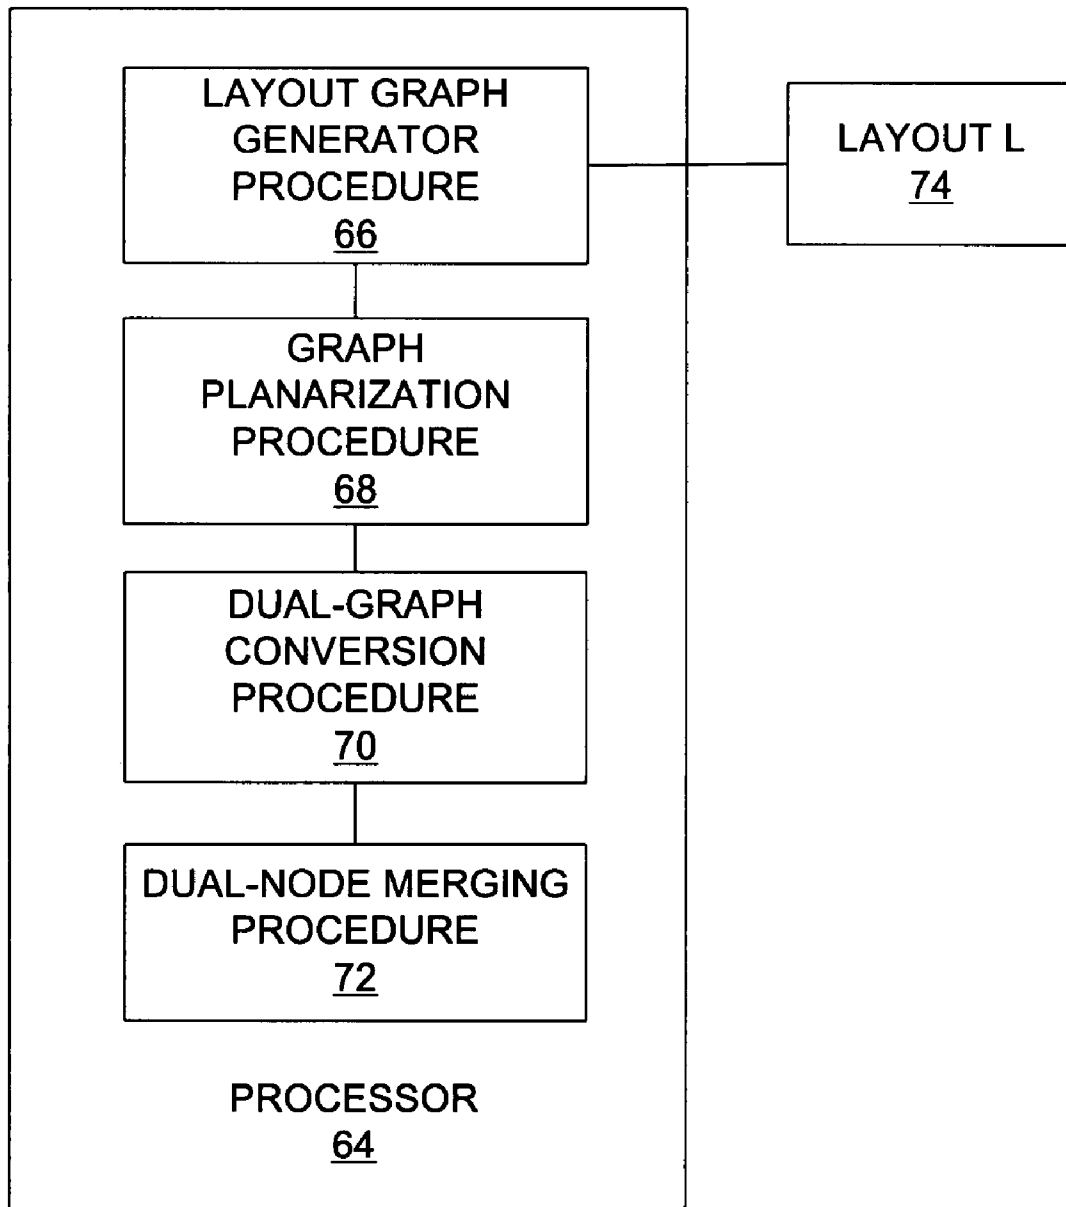 LAYOUT GRAPH
GENERATOR
PROCEDURE
66
LAYOUT L
74
GRAPH
PLANARIZATION
PROCEDURE
68
DUAL-GRAPH
CONVERSION
PROCEDURE
70
DUAL-NODE MERGING
PROCEDURE
72
PROCESSOR
64